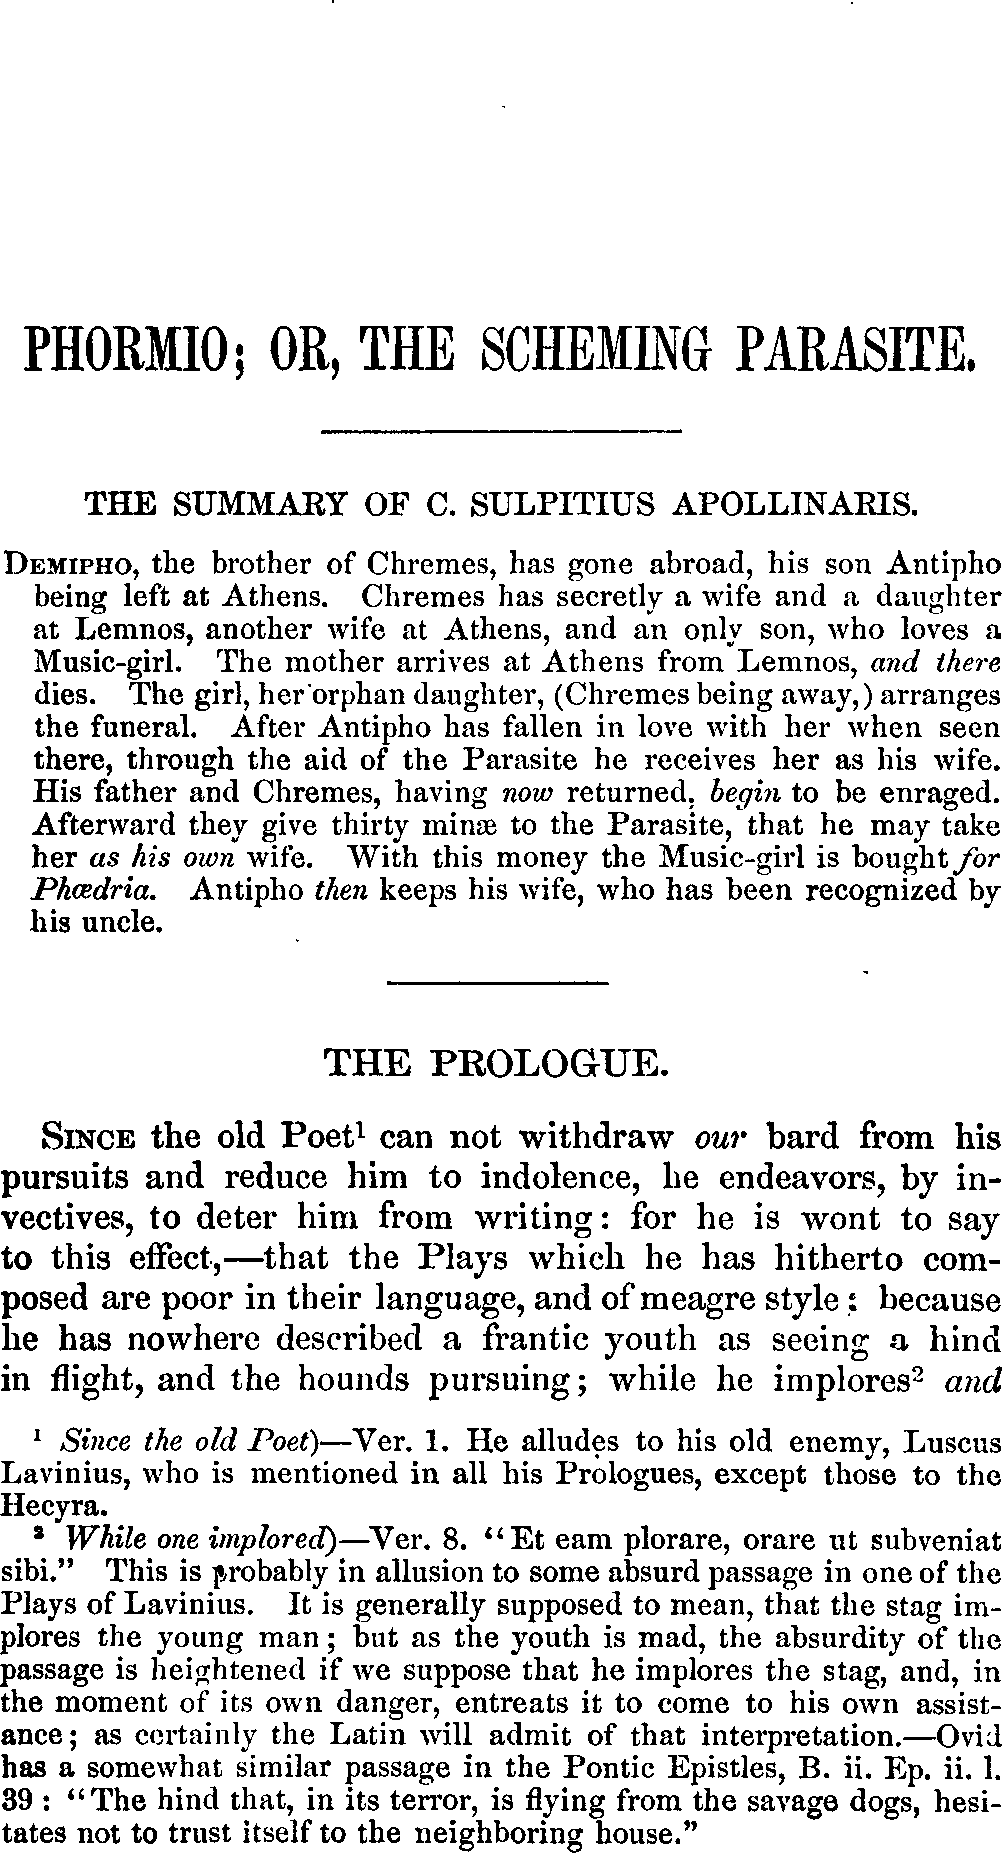 PHORMIO; OR, THE SCHEMING PARASITE.
THE SUMMARY OF C. SULPITIUS APOLLINARIS.
DEMIPHO, the brother of Chremes, has gone abroad, his son Antipho
being left at Athens. Chremes has secretly a wife and a daughter
at Lemnos, another wife at Athens, and an only son, who loves a
Music-girl. The mother arrives at Athens from Lemnos, and there
dies. The girl, her orphan daughter, (Chremes being away,) arranges
the funeral. After Antipho has fallen in love with her when seen
there, through the aid of the Parasite he receives her as his wife.
His father and Chremes, having now returned, begin to be enraged.
Afterward they give thirty minæ to the Parasite, that he may take
her as his own wife. With this money the Music-girl is bought for
Phœdria. Antipho then keeps his wife, who has been recognized by
his uncle.
THE PROLOGUE.
SINCE the old Poet¹ can not withdraw our bard from his
pursuits and reduce him to indolence, he endeavors, by in-
vectives, to deter him from writing: for he is wont to say
to this effect,—that the Plays which he has hitherto com-
posed are poor in their language, and of meagre style; because
he has nowhere described a frantic youth as seeing a hind
in flight, and the hounds pursuing; while he implores² and
¹ Since the old Poet)—Ver. 1. He alludes to his old enemy, Luscus
Lavinius, who is mentioned in all his Prologues, except those to the
Hecyra.
² While one implored)—Ver. 8. “Et eam plorare, orare ut subveniat
sibi.” This is probably in allusion to some absurd passage in one of the
Plays of Lavinius. It is generally supposed to mean, that the stag im-
plores the young man; but as the youth is mad, the absurdity of the
passage is heightened if we suppose that he implores the stag, and, in
the moment of its own danger, entreats it to come to his own assist-
ance; as certainly the Latin will admit of that interpretation.—Ovid
has a somewhat similar passage in the Pontic Epistles, B. ii. Ep. ii. l.
39: “The hind that, in its terror, is flying from the savage dogs, hesi-
tates not to trust itself to the neighboring house.”